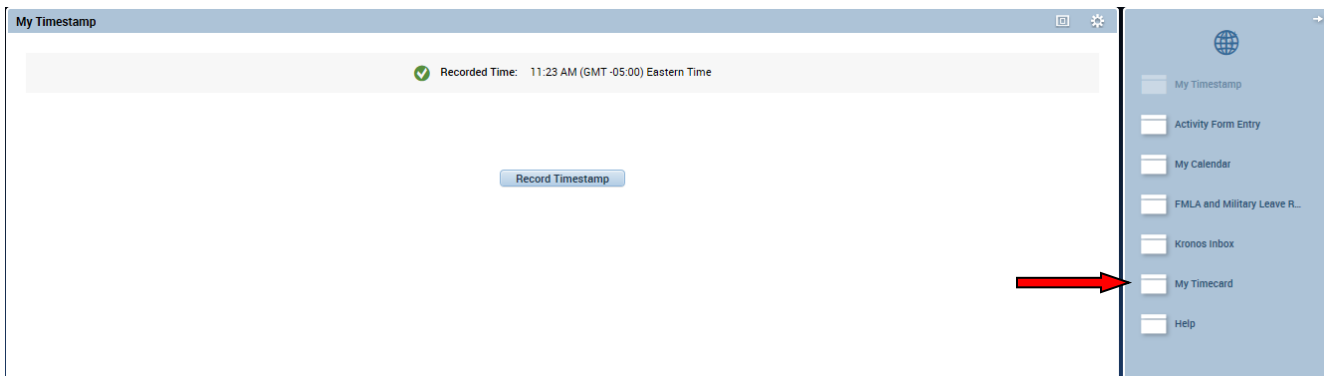 My Timestamp
Recorded Time: 11:23 AM (GMT -05:00) Eastern Time
Record Timestamp
My Timestamp
Activity Form Entry
My Calendar
FMLA and Military Leave R...
Kronos Inbox
My Timecard
Help